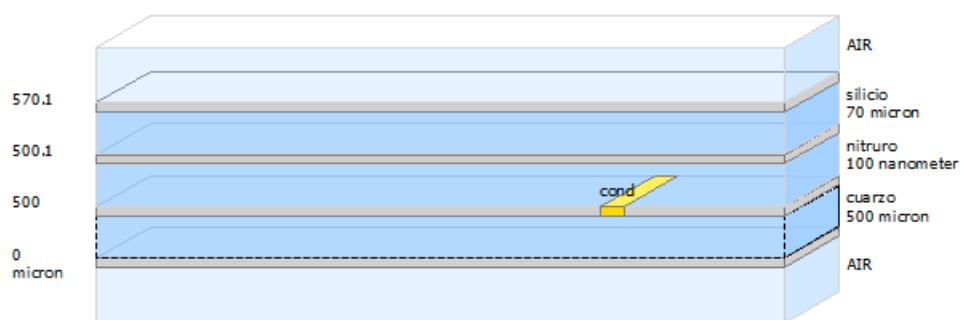 AIR
570.1
silicio
70 micron
500.1
nitruro
100 nanometer
cond
500
cuarzo
500 micron
0
micron
AIR